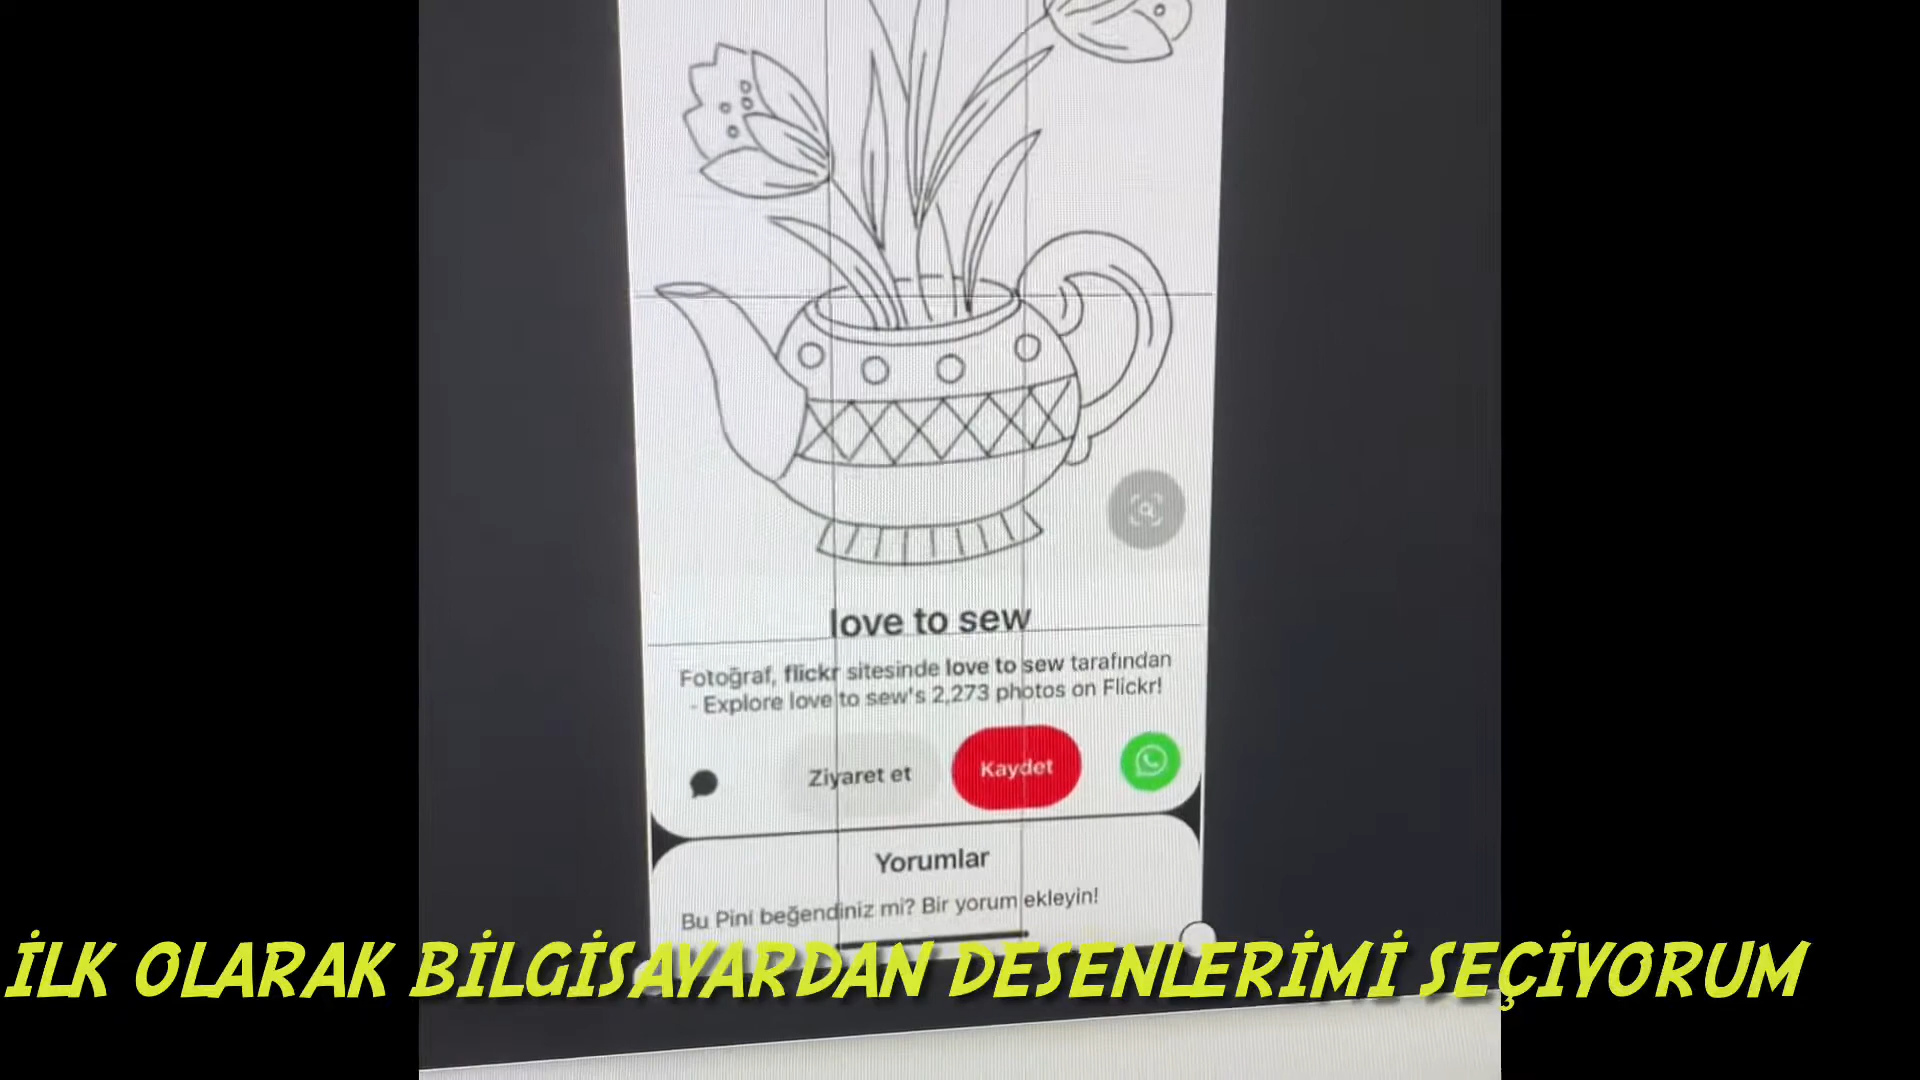 love to sew
Fotoğraf, flickr sitesinde love to sew tarafından
- Explore love to sew's 2,273 photos on Flickr!
Ziyaret et
Kaydet
Yorumlar
Bu Pini beğendiniz mi? Bir yorum ekleyin!
İLK OLARAK BİLGİSAYARDAN DESENLERİMİ SEÇİYORUM